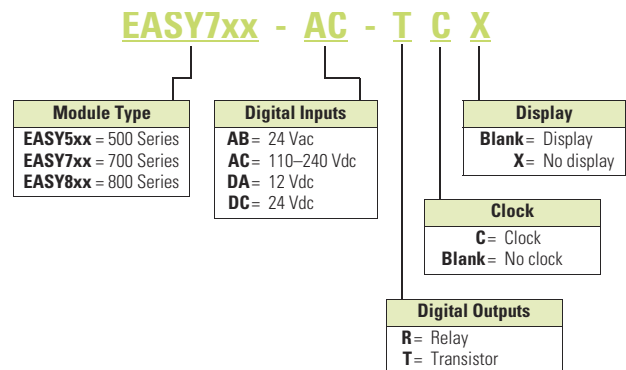 EASY7xx - AC - T C X
Module Type
EASY5xx = 500 Series
EASY7xx = 700 Series
EASY8xx = 800 Series
Digital Inputs
AB = 24 Vac
AC = 110–240 Vdc
DA = 12 Vdc
DC = 24 Vdc
Display
Blank = Display
X = No display
Clock
C = Clock
Blank = No clock
Digital Outputs
R = Relay
T = Transistor